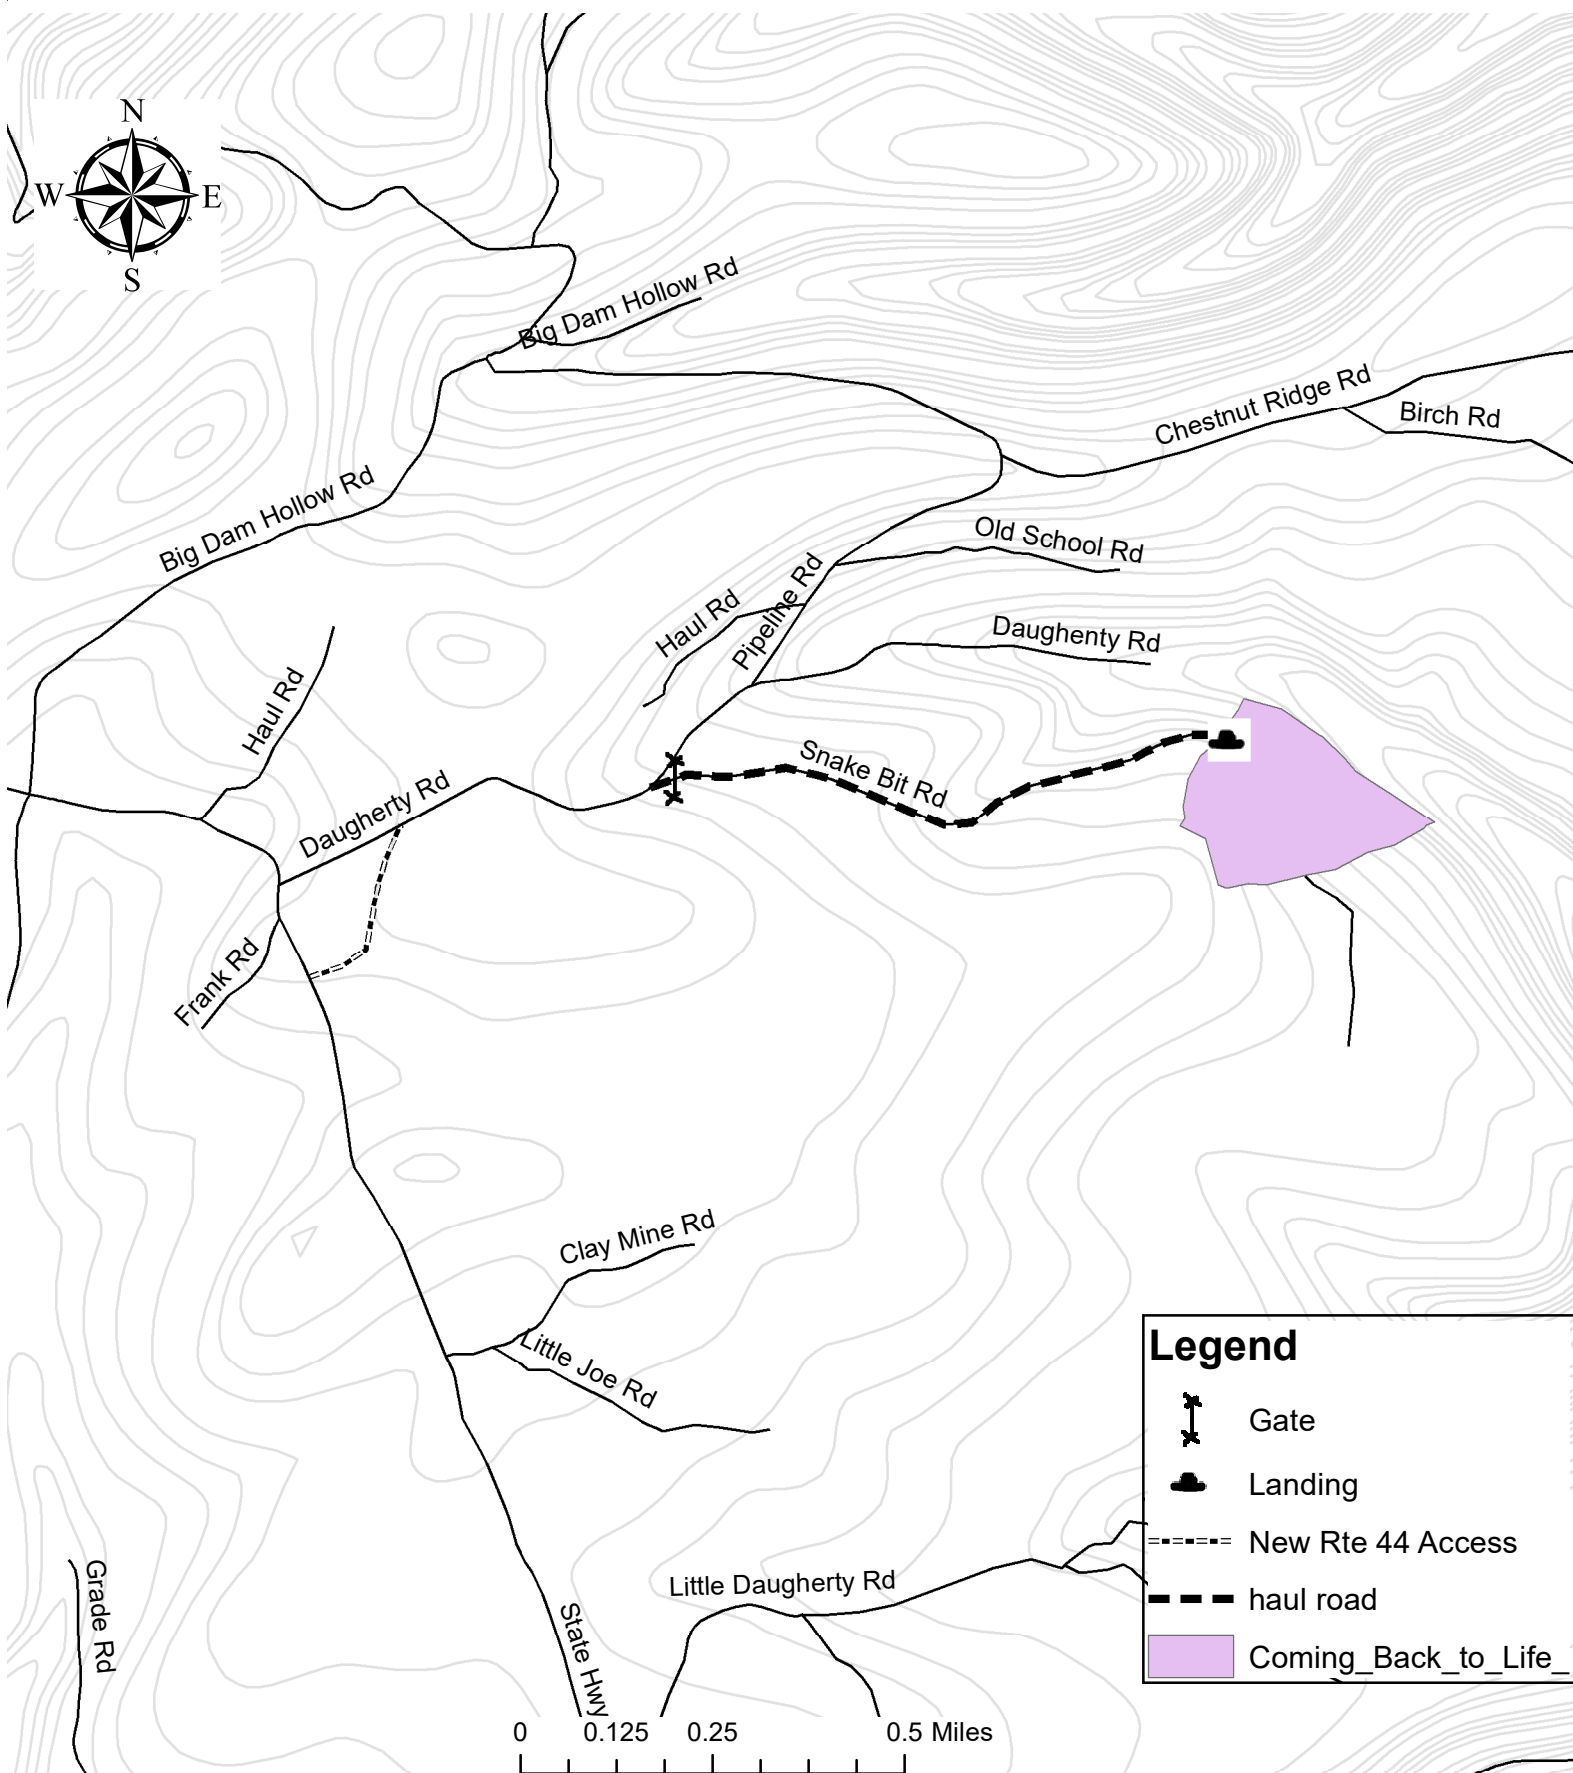 N
W
E
S
Big Dam Hollow Rd
Chestnut Ridge Rd
Birch Rd
Big Dam Hollow Rd
Old School Rd
Pipeline Rd
Haul Rd
Daughenty Rd
Haul Rd
Snake Bit Rd
Daugherty Rd
Frank Rd
Clay Mine Rd
Little Joe Rd
Little Daugherty Rd
Grade Rd
State Hwy
Legend
Gate
Landing
New Rte 44 Access
haul road
Coming_Back_to_Life_
0 0.125 0.25 0.5 Miles